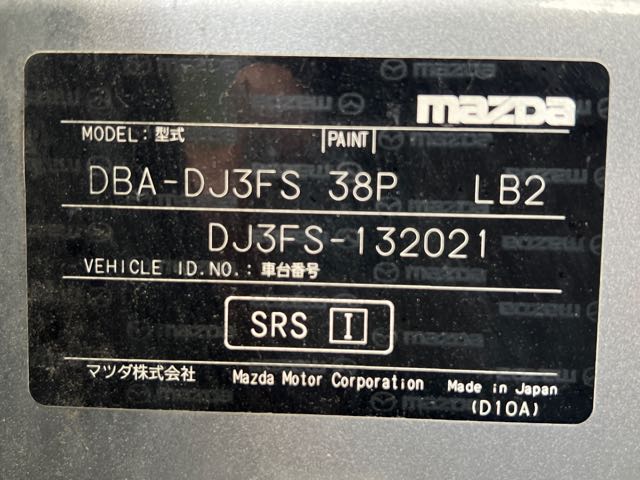 mazda
MODEL: 型式 PAINT
DBA-DJ3FS 38P LB2
DJ3FS-132021
VEHICLE ID.NO.: 車台番号
SRS I
マツダ株式会社 Mazda Motor Corporation Made in Japan
(D10A)